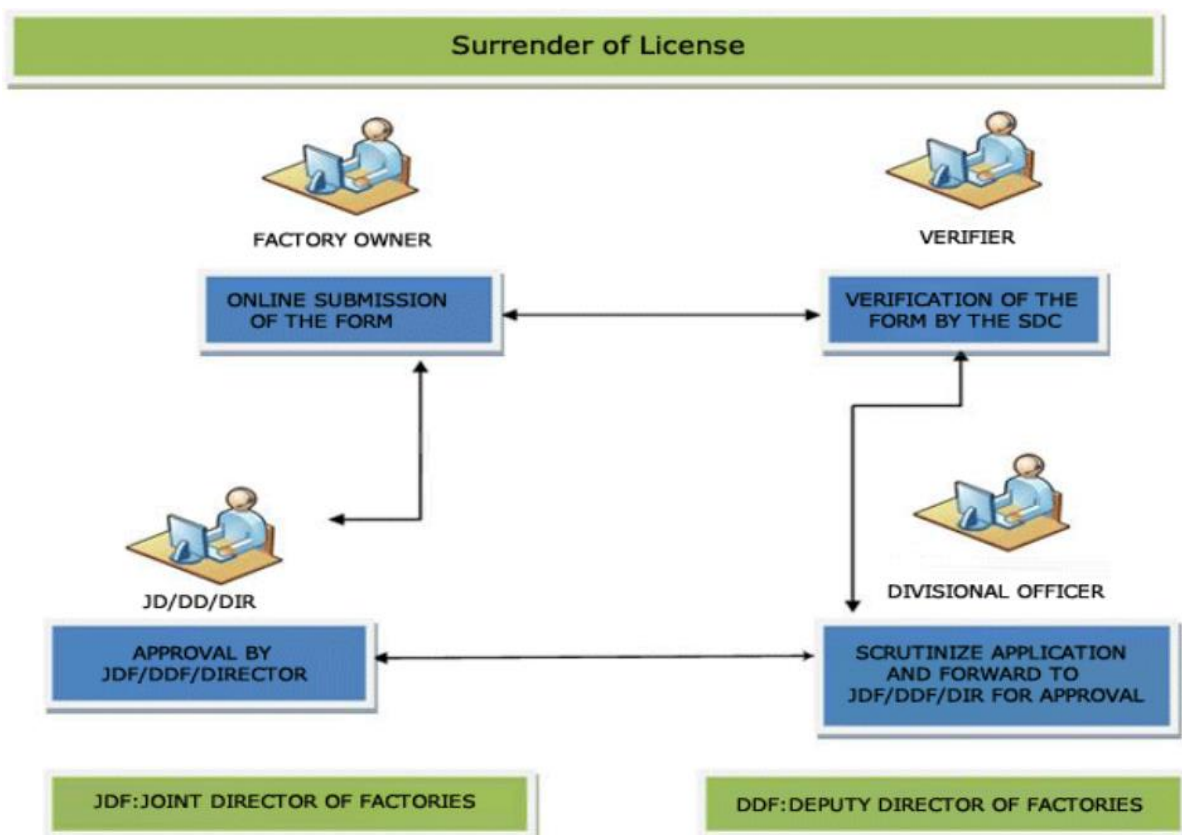 Surrender of License
FACTORY OWNER
VERIFIER
ONLINE SUBMISSION
OF THE FORM
VERIFICATION OF THE
FORM BY THE SDC
JD/DD/DIR
DIVISIONAL OFFICER
APPROVAL BY
JDF/DDF/DIRECTOR
SCRUTINIZE APPLICATION
AND FORWARD TO
JDF/DDF/DIR FOR APPROVAL
JDF:JOINT DIRECTOR OF FACTORIES
DDF:DEPUTY DIRECTOR OF FACTORIES